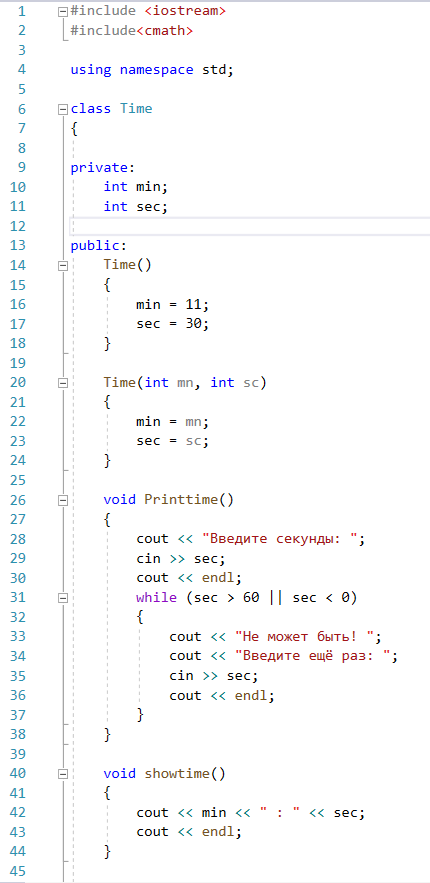 1 #include <iostream>
2 #include<cmath>
3
4 using namespace std;
5
6 class Time
7 {
8
9 private:
10     int min;
11     int sec;
12
13 public:
14     Time()
15     {
16         min = 11;
17         sec = 30;
18     }
19
20     Time(int mn, int sc)
21     {
22         min = mn;
23         sec = sc;
24     }
25
26     void Printtime()
27     {
28         cout << "Введите секунды: ";
29         cin >> sec;
30         cout << endl;
31         while (sec > 60 || sec < 0)
32         {
33             cout << "Не может быть! ";
34             cout << "Введите ещё раз: ";
35             cin >> sec;
36             cout << endl;
37         }
38     }
39
40     void showtime()
41     {
42         cout << min << " : " << sec;
43         cout << endl;
44     }
45